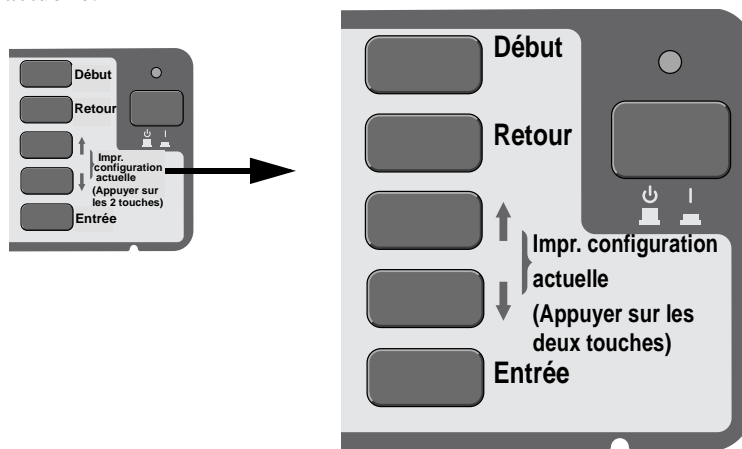 Début
Retour
Impr.
configuration
actuelle
(Appuyer sur
les 2 touches)
Entrée
Début
Retour
Impr. configuration
actuelle
(Appuyer sur les
deux touches)
Entrée